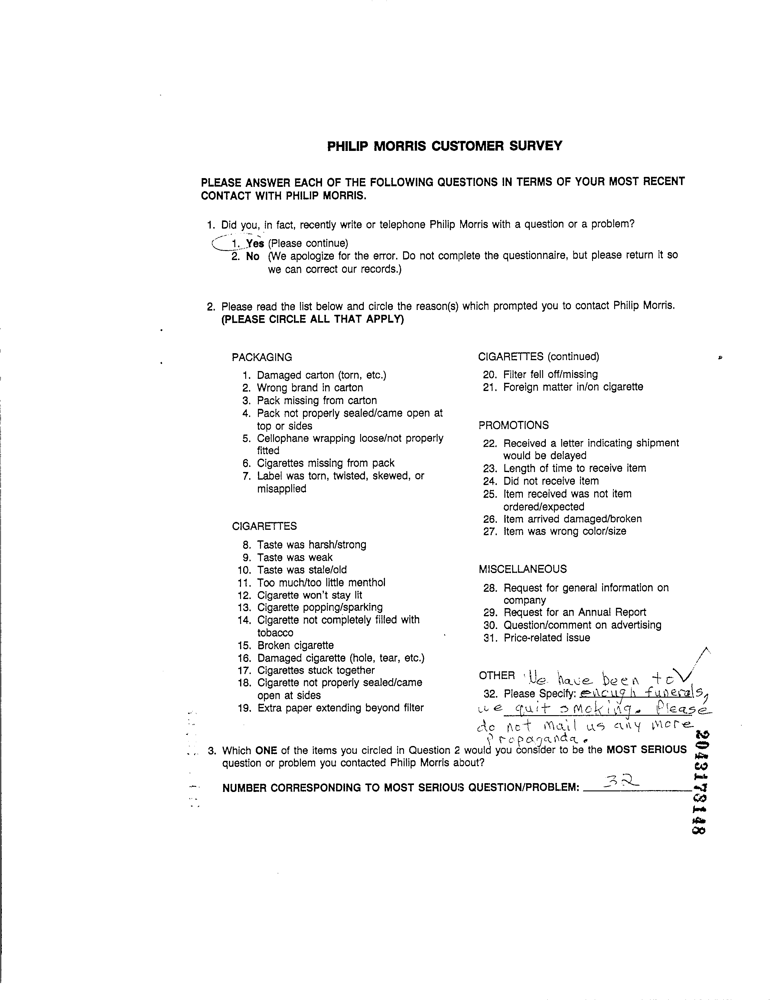 PHILIP MORRIS CUSTOMER SURVEY
PLEASE ANSWER EACH OF THE FOLLOWING QUESTIONS IN TERMS OF YOUR MOST RECENT
CONTACT WITH PHILIP MORRIS.
1. Did you, in fact, recently write or telephone Philip Morris with a question or a problem?
1. Yes (Please continue)
2. No (We apologize for the error. Do not complete the questionnaire, but please return it so
we can correct our records.)
2. Please read the list below and circle the reason(s) which prompted you to contact Philip Morris.
(PLEASE CIRCLE ALL THAT APPLY)
PACKAGING
1. Damaged carton (torn, etc.)
2. Wrong brand in carton
3. Pack missing from carton
4. Pack not properly sealed/came open at
top or sides
5. Cellophane wrapping loose/not properly
fitted
6. Cigarettes missing from pack
7. Label was torn, twisted, skewed, or
misapplied
CIGARETTES
8. Taste was harsh/strong
9. Taste was weak
10. Taste was stale/old
11. Too much/too little menthol
12. Cigarette won't stay lit
13. Cigarette popping/sparking
14. Cigarette not completely filled with
tobacco
15. Broken cigarette
16. Damaged cigarette (hole, tear, etc.)
17. Cigarettes stuck together
18. Cigarette not properly sealed/came
open at sides
19. Extra paper extending beyond filter
CIGARETTES (continued)
20. Filter fell off/missing
21. Foreign matter in/on cigarette
PROMOTIONS
22. Received a letter indicating shipment
would be delayed
23. Length of time to receive item
24. Did not receive item
25. Item received was not item
ordered/expected
26. Item arrived damaged/broken
27. Item was wrong color/size
MISCELLANEOUS
28. Request for general information on
company
29. Request for an Annual Report
30. Question/comment on advertising
31. Price-related issue
OTHER We have been to
32. Please Specify: enough funerals,
we quit smoking. Please
do not mail us any more
Propaganda.
3. Which ONE of the items you circled in Question 2 would you consider to be the MOST SERIOUS
question or problem you contacted Philip Morris about?
NUMBER CORRESPONDING TO MOST SERIOUS QUESTION/PROBLEM: 32
2043173148